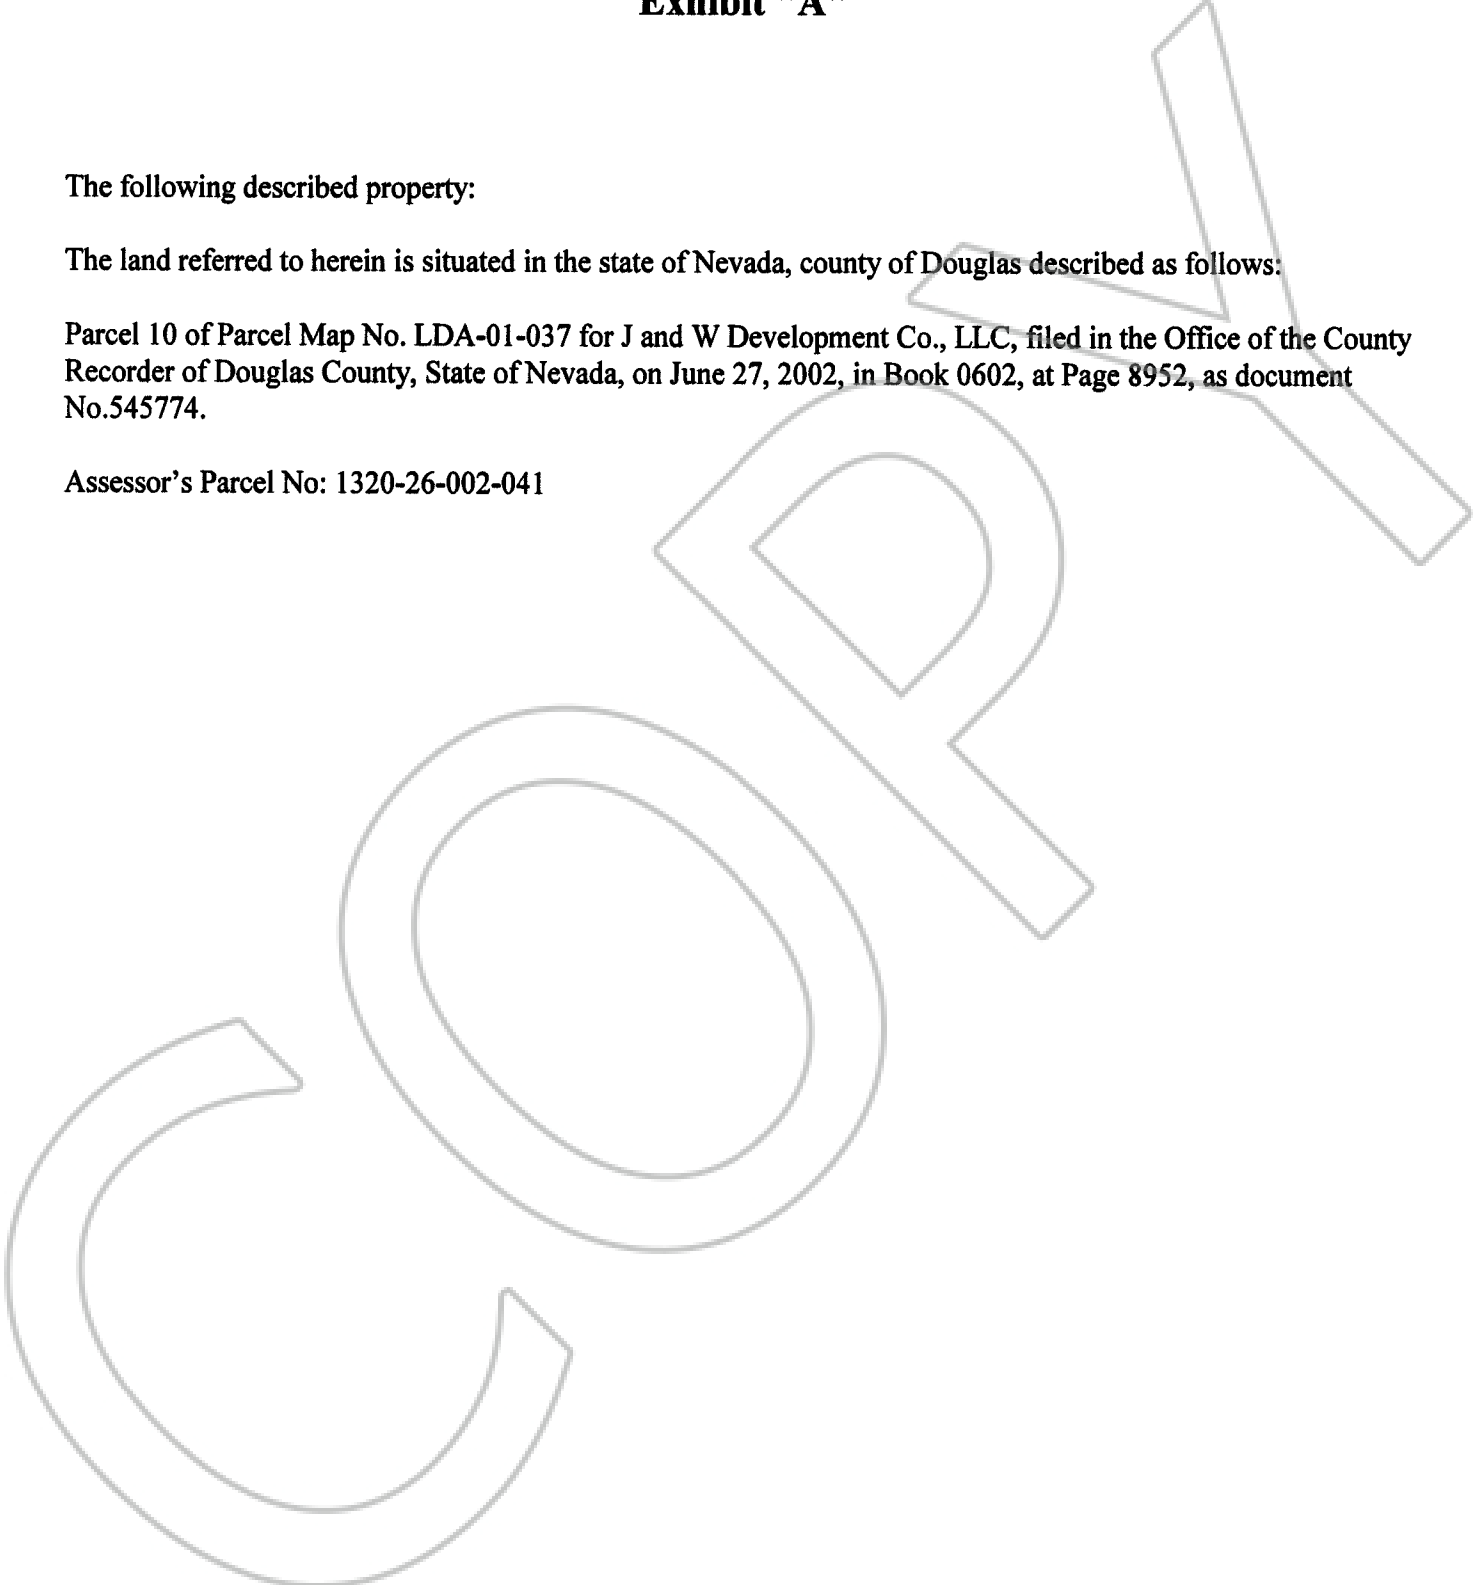 Exhibit "A"
The following described property:
The land referred to herein is situated in the state of Nevada, county of Douglas described as follows:
Parcel 10 of Parcel Map No. LDA-01-037 for J and W Development Co., LLC, filed in the Office of the County
Recorder of Douglas County, State of Nevada, on June 27, 2002, in Book 0602, at Page 8952, as document
No.545774.
Assessor's Parcel No: 1320-26-002-041
COPY